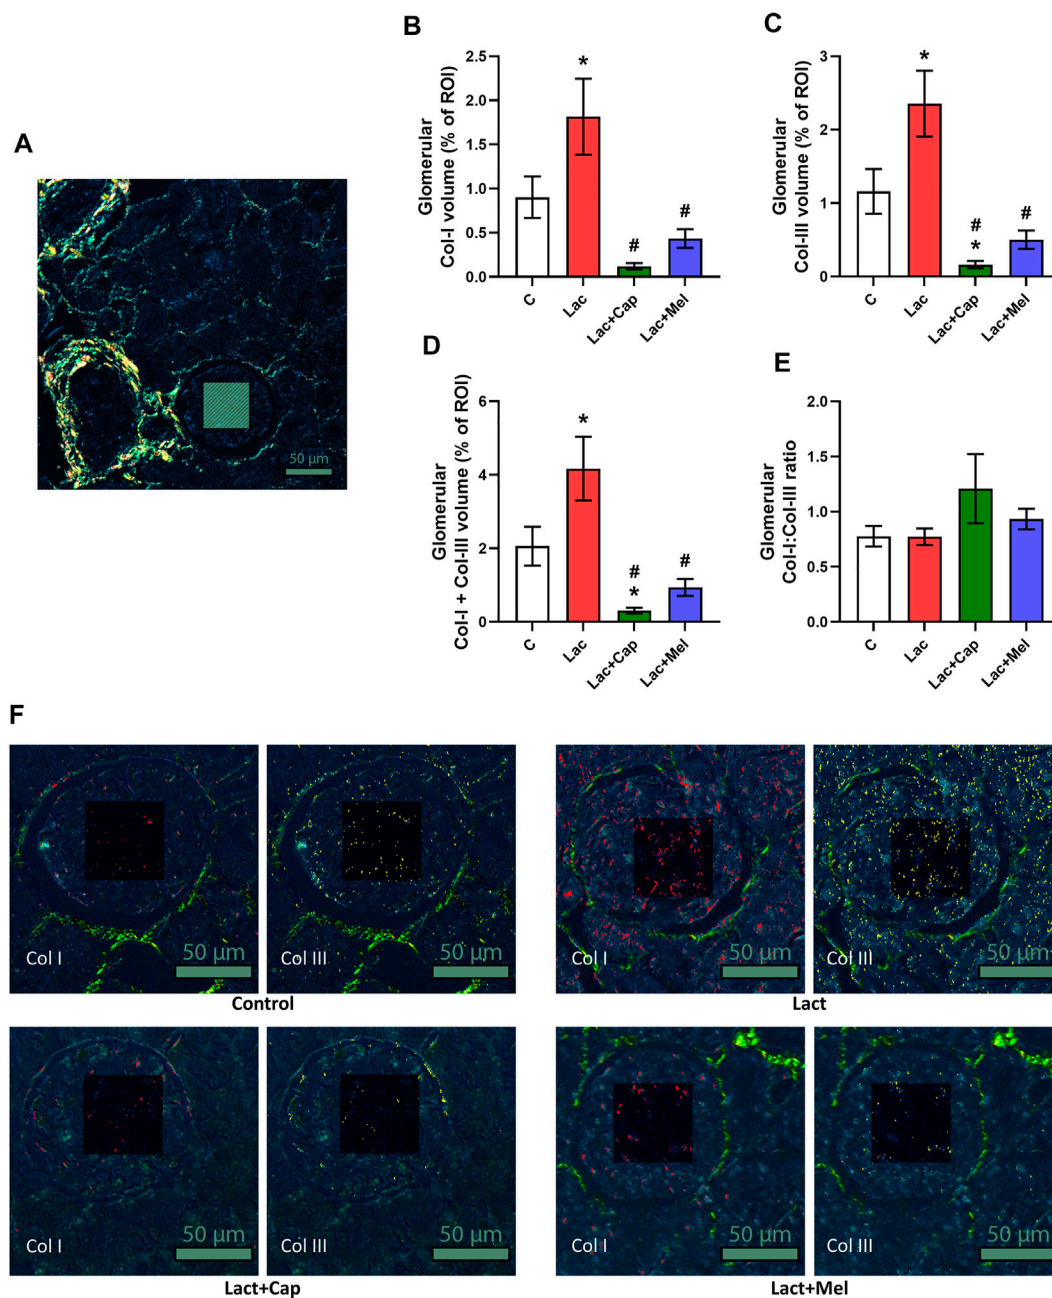 A
50 µm
B
Glomerular
Col-I volume (% of ROI)
2.5
2.0
1.5
1.0
0.5
0.0
*
#
#
C
Lac
Lac+Cap
Lac+Mel
C
Glomerular
Col-III volume (% of ROI)
3
2
1
0
*
#
*
#
C
Lac
Lac+Cap
Lac+Mel
D
Glomerular
Col-I + Col-III volume (% of ROI)
6
4
2
0
*
#
*
#
C
Lac
Lac+Cap
Lac+Mel
E
Glomerular
Col-I:Col-III ratio
2.0
1.5
1.0
0.5
0.0
C
Lac
Lac+Cap
Lac+Mel
F
Col I
50 µm
Col III
50 µm
Control
Col I
50 µm
Col III
50 µm
Lact
Col I
50 µm
Col III
50 µm
Lact+Cap
Col I
50 µm
Col III
50 µm
Lact+Mel